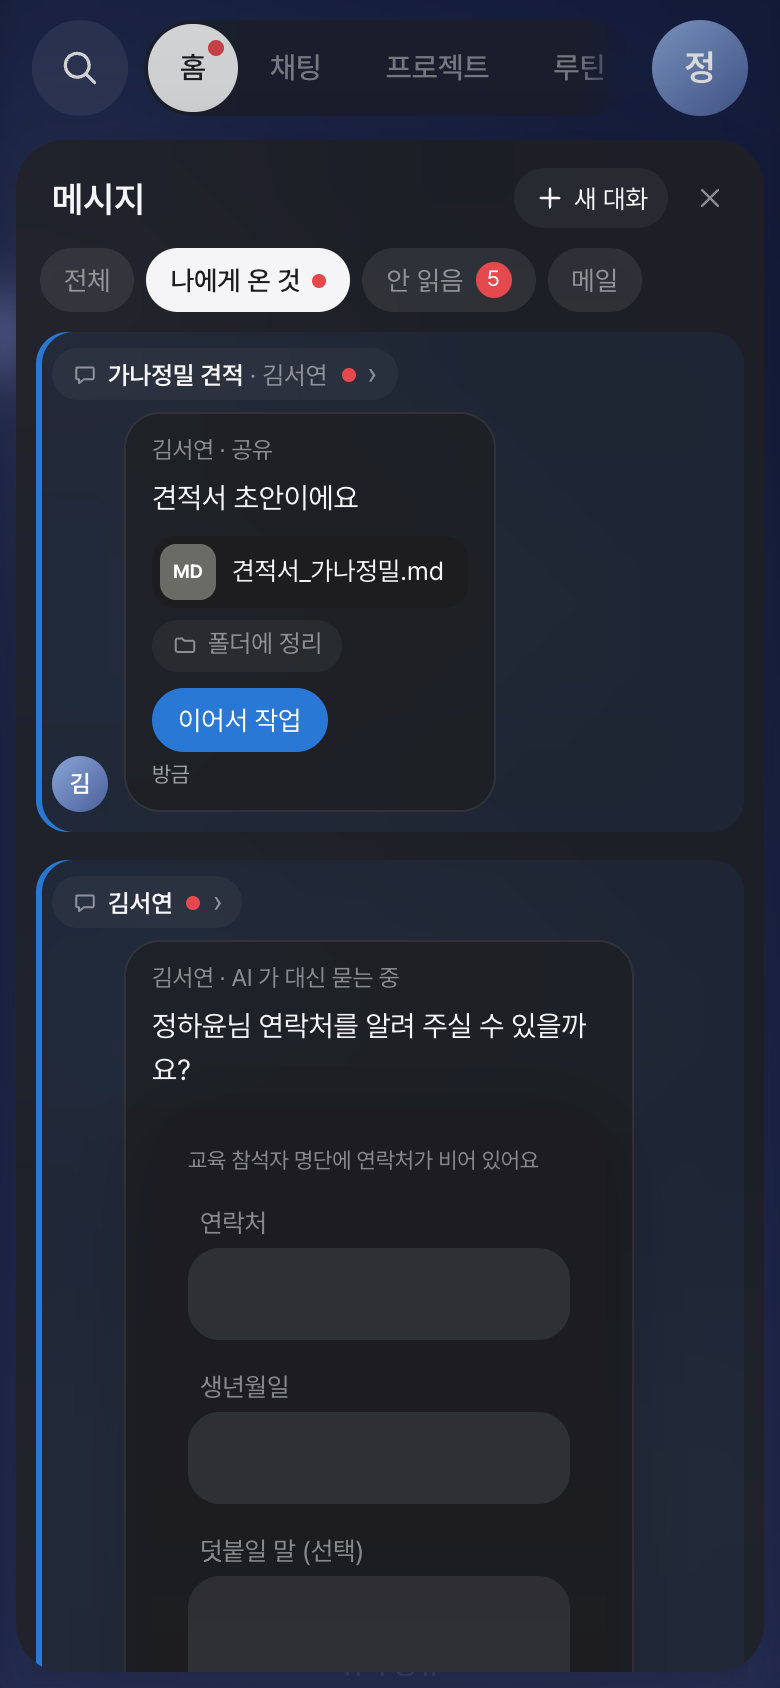 홈
채팅
프로젝트
루틴
정
메시지
새 대화
전체
나에게 온 것
안 읽음 5
메일
가나정밀 견적 · 김서연
김서연 · 공유
견적서 초안이에요
MD 견적서_가나정밀.md
폴더에 정리
이어서 작업
방금
김
김서연
김서연 · AI 가 대신 묻는 중
정하윤님 연락처를 알려 주실 수 있을까
요?
교육 참석자 명단에 연락처가 비어 있어요
연락처
생년월일
덧붙일 말 (선택)